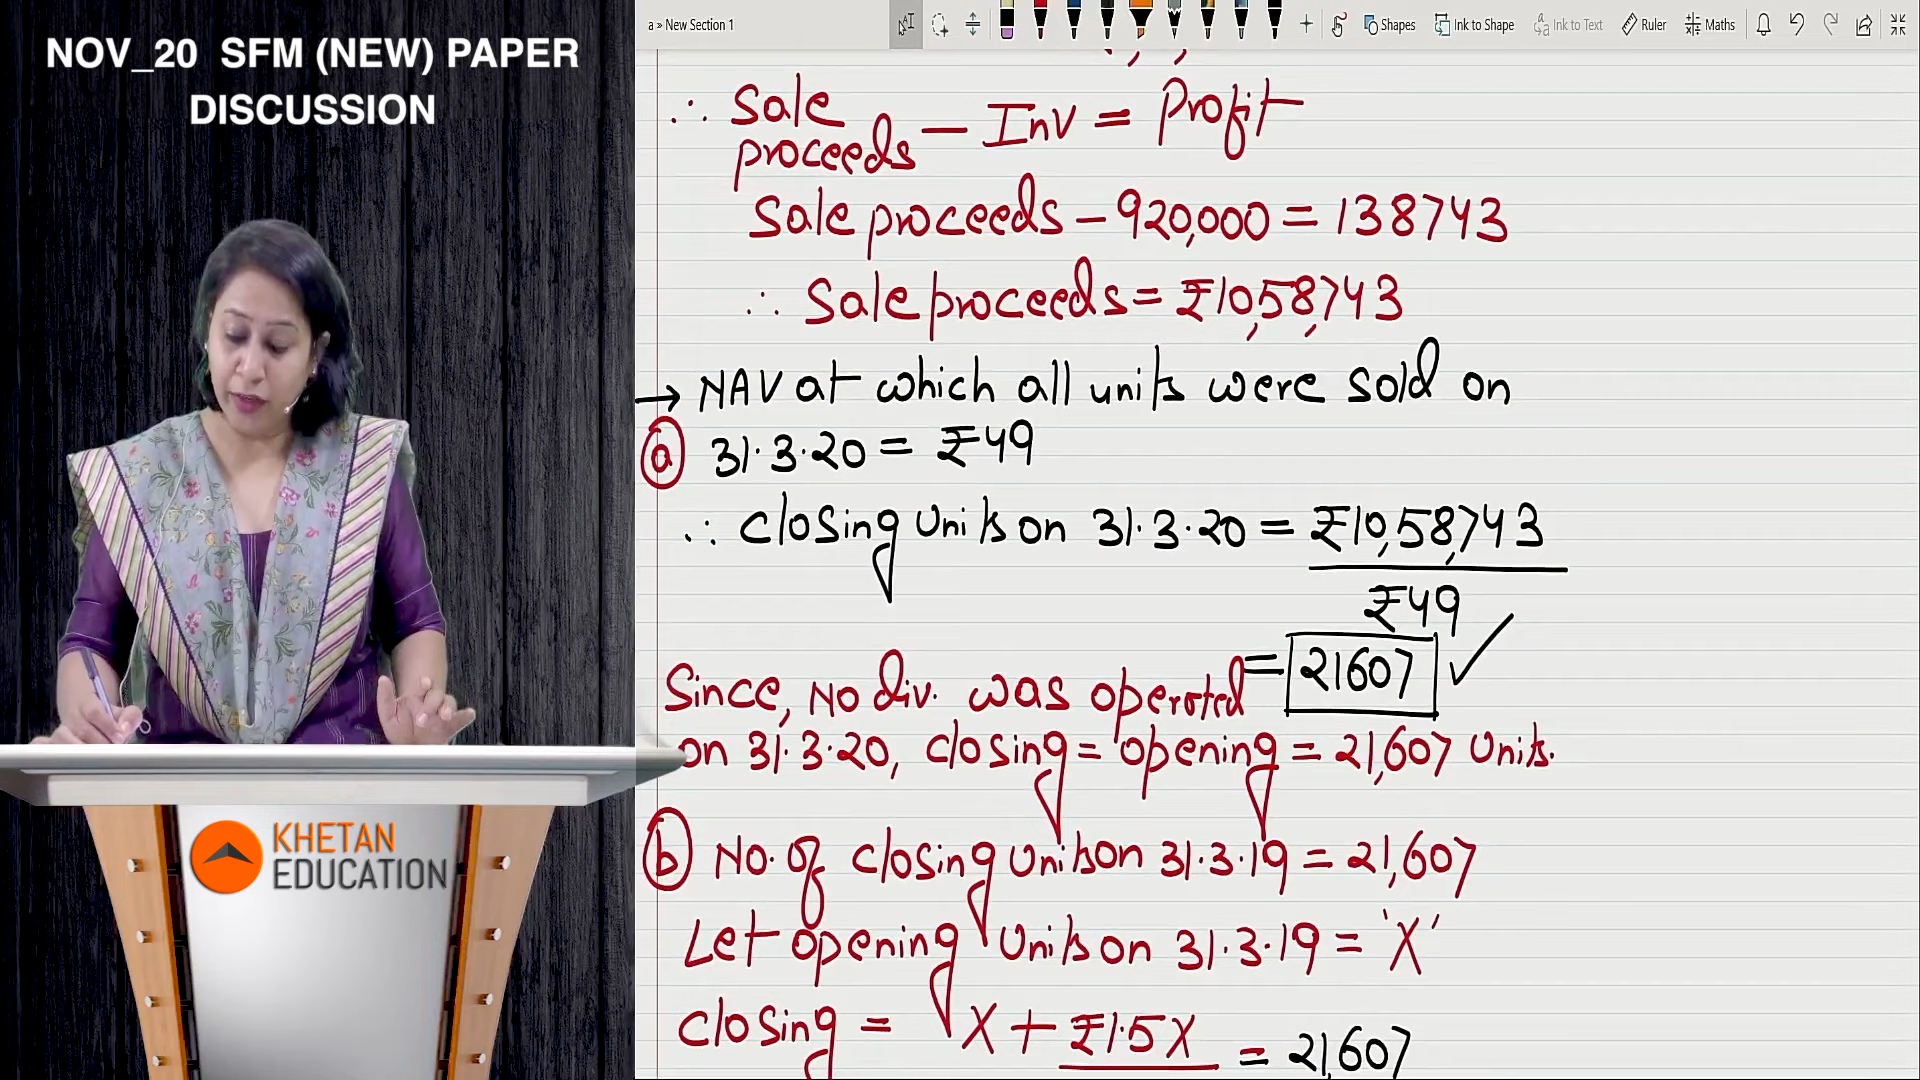 NOV_20 SFM (NEW) PAPER
DISCUSSION
KHETAN
EDUCATION
a » New Section 1
Shapes
Ink to Shape
Ink to Text
Ruler
Maths
∴ Sale proceeds – Inv = Profit
Sale proceeds – 920,000 = 138743
∴ Sale proceeds = ₹10,58,743
→ NAV at which all units were sold on
(a) 31.3.20 = ₹49
∴ Closing Units on 31.3.20 = ₹10,58,743
₹49
= 21607 ✓
Since, No div. was operated
on 31.3.20, closing = opening = 21,607 Units.
(b) No. of closing Units on 31.3.19 = 21,607
Let opening Units on 31.3.19 = 'X'
closing = X + ₹1.5X = 21,607